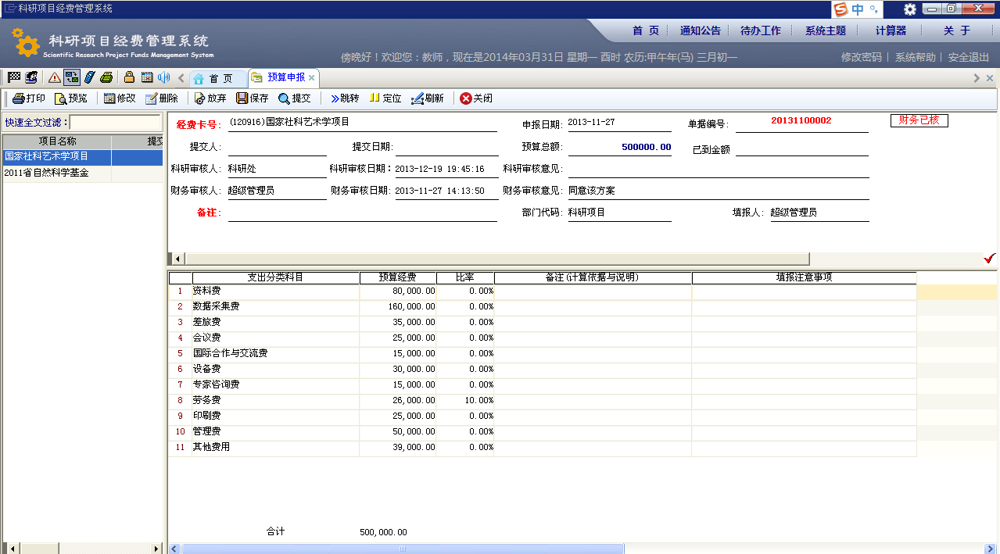 科研项目经费管理系统
中
科研项目经费管理系统
Scientific Research Project Funds Management System
首 页 通知公告 待办工作 系统主题 计算器 关 于
傍晚好！欢迎您：教师，现在是2014年03月31日 星期一 酉时 农历:甲午年(马) 三月初一
修改密码 系统帮助 安全退出
首 页 预算申报
打印 预览 修改 删除 放弃 保存 提交 跳转 定位 刷新 关闭
快速全文过滤：
项目名称 提交
国家社科艺术学项目
2011省自然科学基金
经费卡号: (120916)国家社科艺术学项目 申报日期: 2013-11-27 单据编号: 20131100002 财务已核
提交人: 提交日期: 预算总额: 500000.00 已到金额
科研审核人: 科研处 科研审核日期: 2013-12-19 19:45:16 科研审核意见:
财务审核人: 超级管理员 财务审核日期: 2013-11-27 14:13:50 财务审核意见: 同意该方案
备注: 部门代码: 科研项目 填报人: 超级管理员
支出分类科目 预算经费 比率 备注(计算依据与说明) 填报注意事项
1 资料费 80,000.00 0.00%
2 数据采集费 160,000.00 0.00%
3 差旅费 35,000.00 0.00%
4 会议费 25,000.00 0.00%
5 国际合作与交流费 15,000.00 0.00%
6 设备费 30,000.00 0.00%
7 专家咨询费 15,000.00 0.00%
8 劳务费 26,000.00 10.00%
9 印刷费 25,000.00 0.00%
10 管理费 50,000.00 0.00%
11 其他费用 39,000.00 0.00%
合计 500,000.00